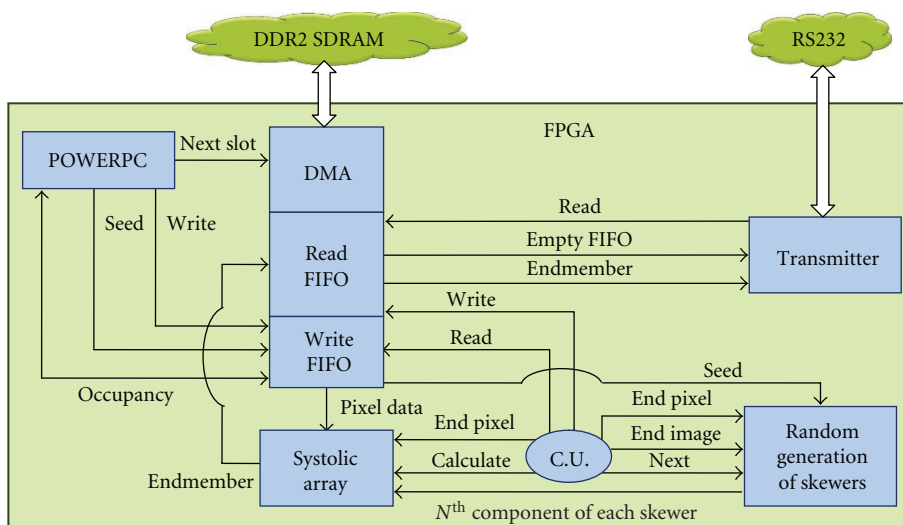 DDR2 SDRAM
RS232
FPGA
POWERPC
Next slot
DMA
Seed
Write
Read
Empty FIFO
Endmember
Transmitter
Read
FIFO
Write
Write
FIFO
Read
Occupancy
Seed
Pixel data
End pixel
End pixel
End image
Endmember
Systolic
array
Calculate
C.U.
Next
Random
generation
of skewers
Nth component of each skewer